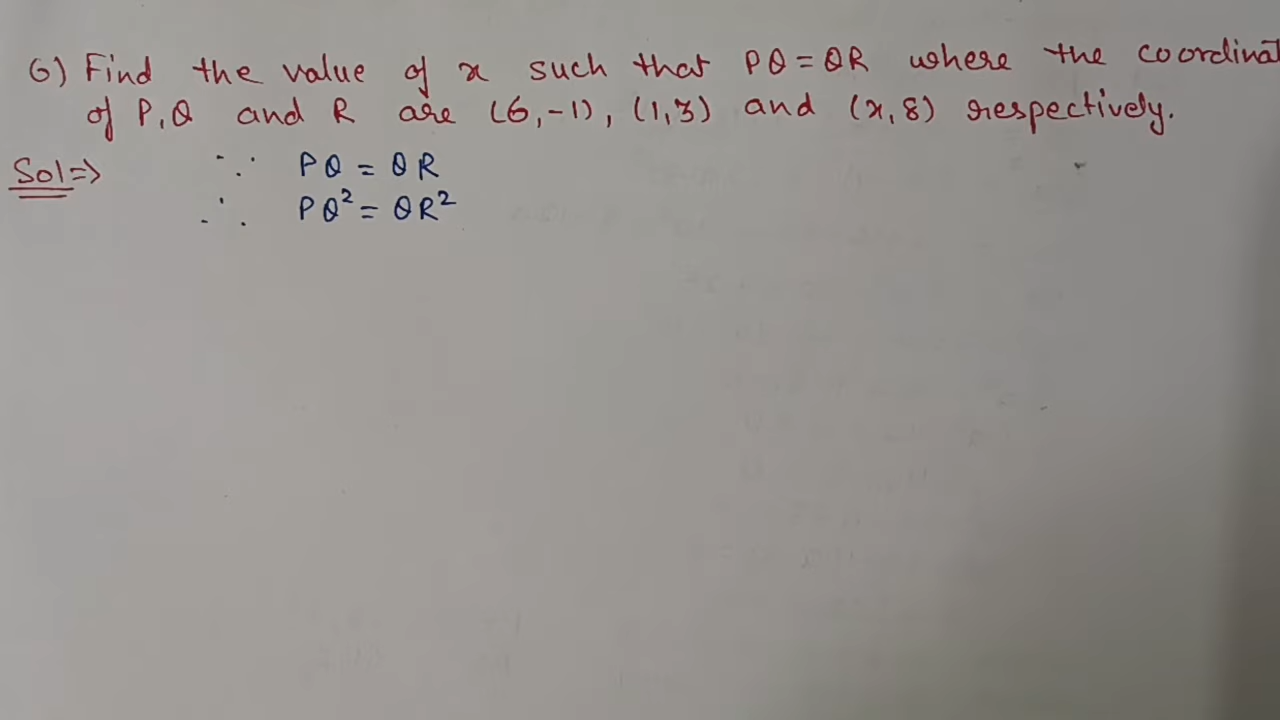 6) Find the value of x such that PQ = QR where the coordinat
of P, Q and R are (6,-1), (1,3) and (x,8) respectively.
Sol=> ∵ PQ = QR
∴ PQ² = QR²